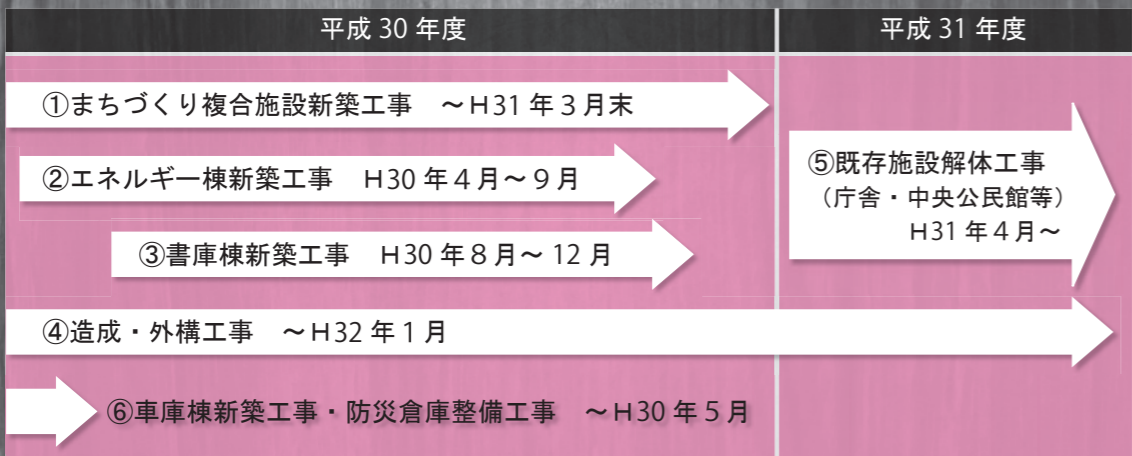 平成 30 年度
平成 31 年度
①まちづくり複合施設新築工事 ～H31 年 3 月末
②エネルギー棟新築工事 H30 年 4 月～ 9 月
③書庫棟新築工事 H30 年 8 月～ 12 月
④造成・外構工事 ～H32 年 1 月
⑤既存施設解体工事
（庁舎・中央公民館等）
H31 年 4 月～
⑥車庫棟新築工事・防災倉庫整備工事 ～H30 年 5 月